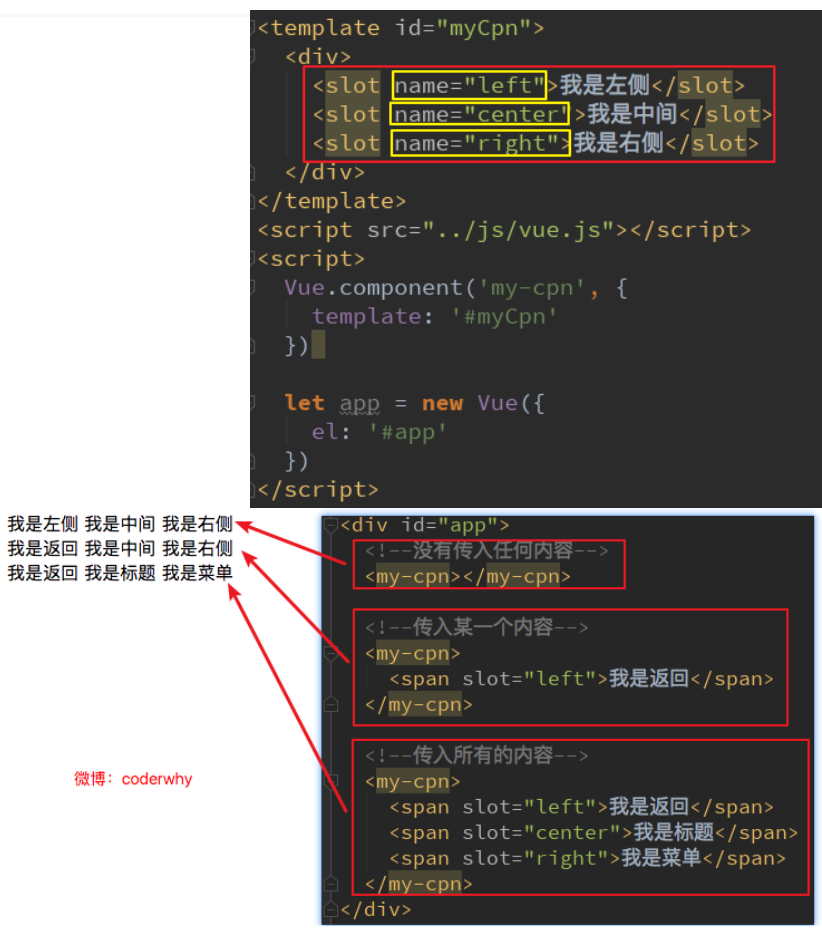 <template id="myCpn">
  <div>
    <slot name="left">我是左侧</slot>
    <slot name="center">我是中间</slot>
    <slot name="right">我是右侧</slot>
  </div>
</template>
<script src="../js/vue.js"></script>
<script>
  Vue.component('my-cpn', {
    template: '#myCpn'
  })
  let app = new Vue({
    el: '#app'
  })
</script>
我是左侧 我是中间 我是右侧
我是返回 我是中间 我是右侧
我是返回 我是标题 我是菜单
<div id="app">
  <!--没有传入任何内容-->
  <my-cpn></my-cpn>
  <!--传入某一个内容-->
  <my-cpn>
    <span slot="left">我是返回</span>
  </my-cpn>
  <!--传入所有的内容-->
  <my-cpn>
    <span slot="left">我是返回</span>
    <span slot="center">我是标题</span>
    <span slot="right">我是菜单</span>
  </my-cpn>
</div>
微博：coderwhy